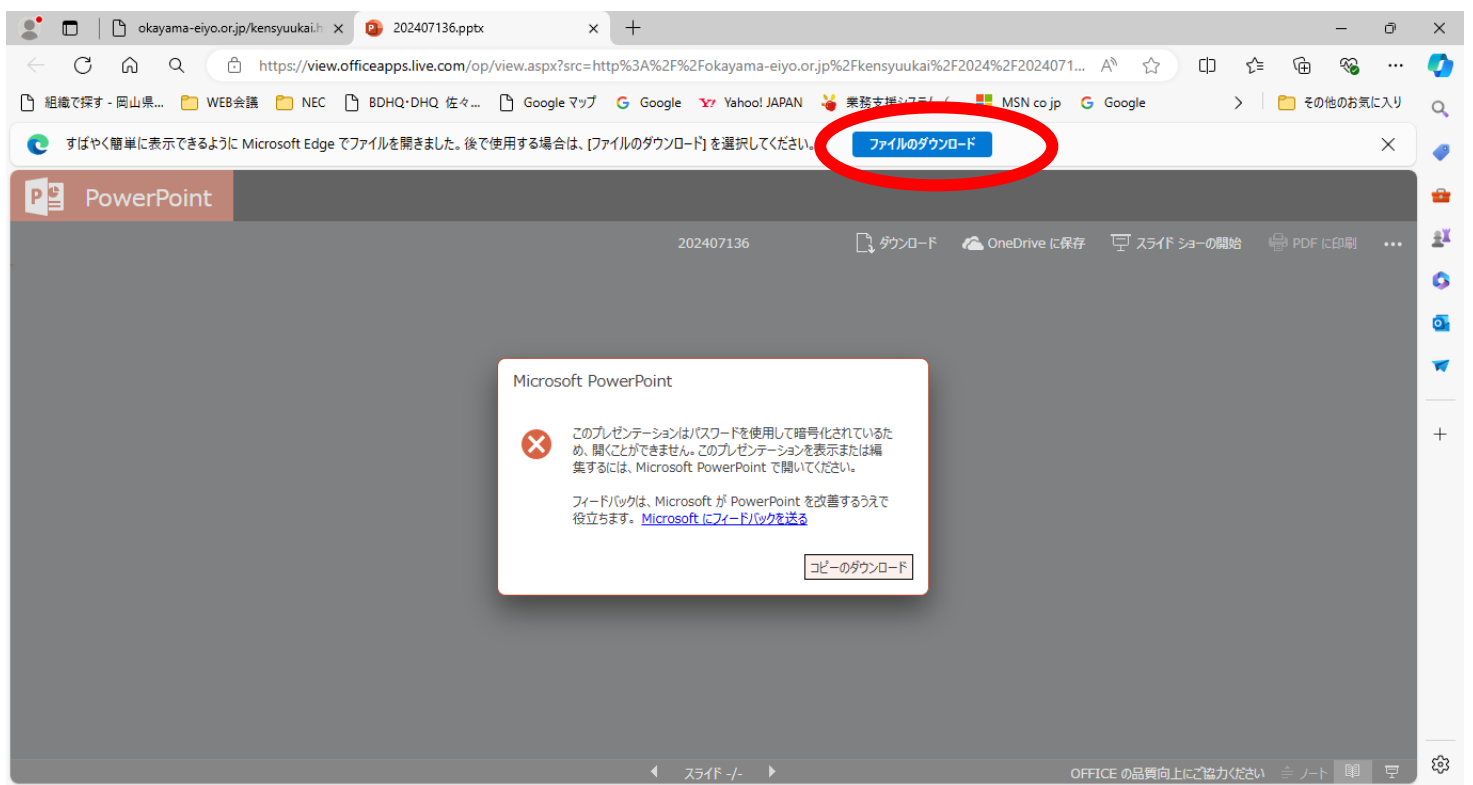 okayama-eiyo.or.jp/kensyuukai.h
202407136.pptx
https://view.officeapps.live.com/op/view.aspx?src=http%3A%2F%2Fokayama-eiyo.or.jp%2Fkensyuukai%2F2024%2F2024071...
組織で探す - 岡山県... WEB会議 NEC BDHQ・DHQ 佐々... Google マップ Google Yahoo! JAPAN 業務支援システム MSN co jp Google その他のお気に入り
すばやく簡単に表示できるように Microsoft Edge でファイルを開きました。後で使用する場合は、[ファイルのダウンロード] を選択してください。
ファイルのダウンロード
PowerPoint
202407136 ダウンロード OneDrive に保存 スライド ショーの開始 PDF に印刷
Microsoft PowerPoint
このプレゼンテーションはパスワードを使用して暗号化されているた
め、開くことができません。このプレゼンテーションを表示または編
集するには、Microsoft PowerPoint で開いてください。
フィードバックは、Microsoft が PowerPoint を改善するうえで
役立ちます。 Microsoft にフィードバックを送る
コピーのダウンロード
スライド -/- OFFICE の品質向上にご協力ください ノート